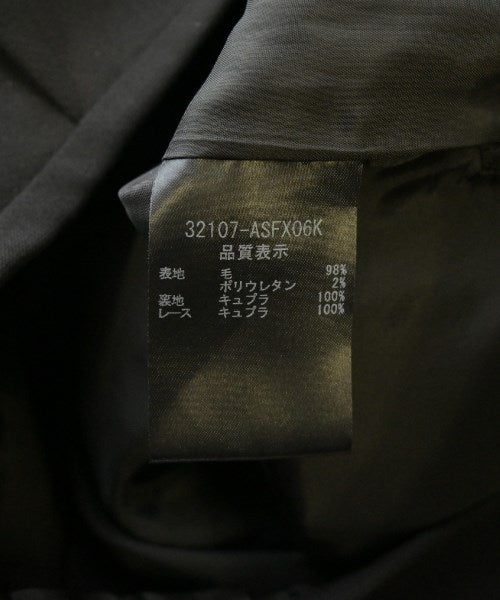 32107-ASFX06K
品質表示
表地 毛 98%
ポリウレタン 2%
裏地 キュプラ 100%
レース キュプラ 100%